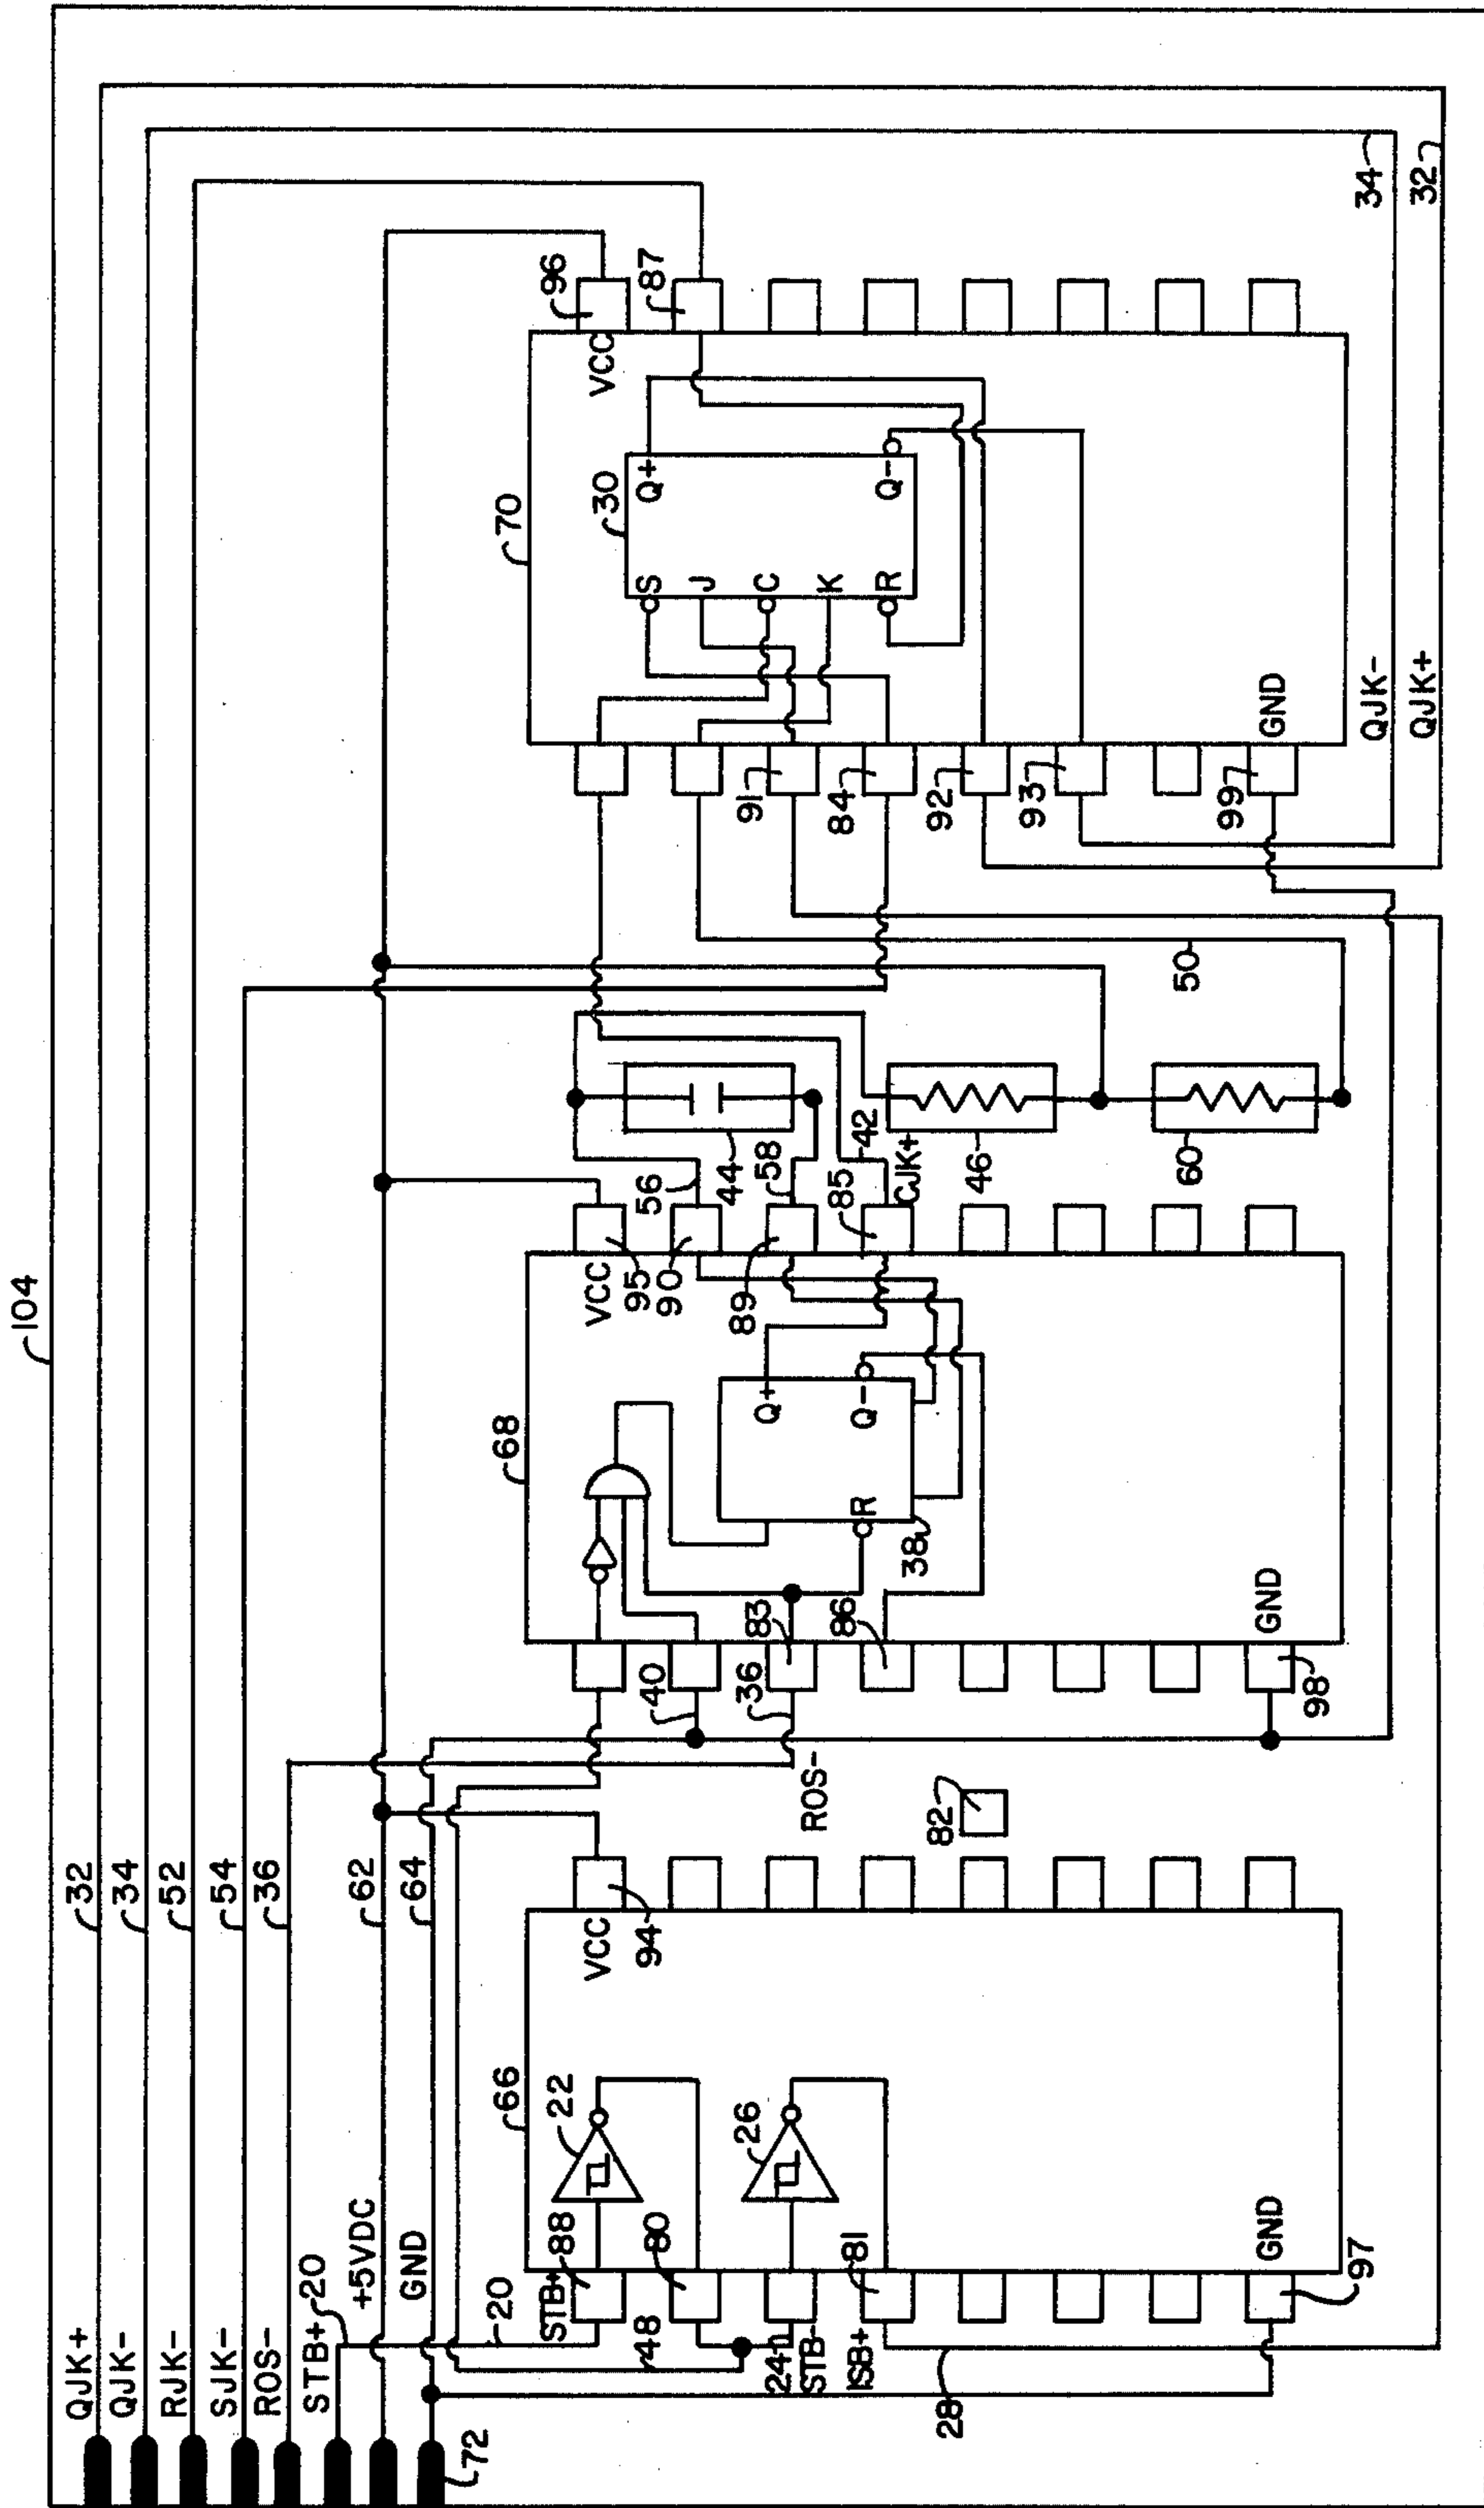 104
QJK+
32
QJK-
34
RJK-
52
SJK-
54
ROS-
36
STB+
20
+5VDC
62
GND
64
72
66
68
70
STB+
88
22
VCC
94
20
48
80
24
STB-
26
ISB+
81
28
GND
97
82
ROS-
40
36
83
86
GND
98
R
38
Q+
Q-
VCC
95
90
89
85
56
58
44
42
CJK+
46
60
50
91
84
92
93
99
GND
S
J
C
K
R
30
Q+
Q-
VCC
96
87
QJK-
34
QJK+
32